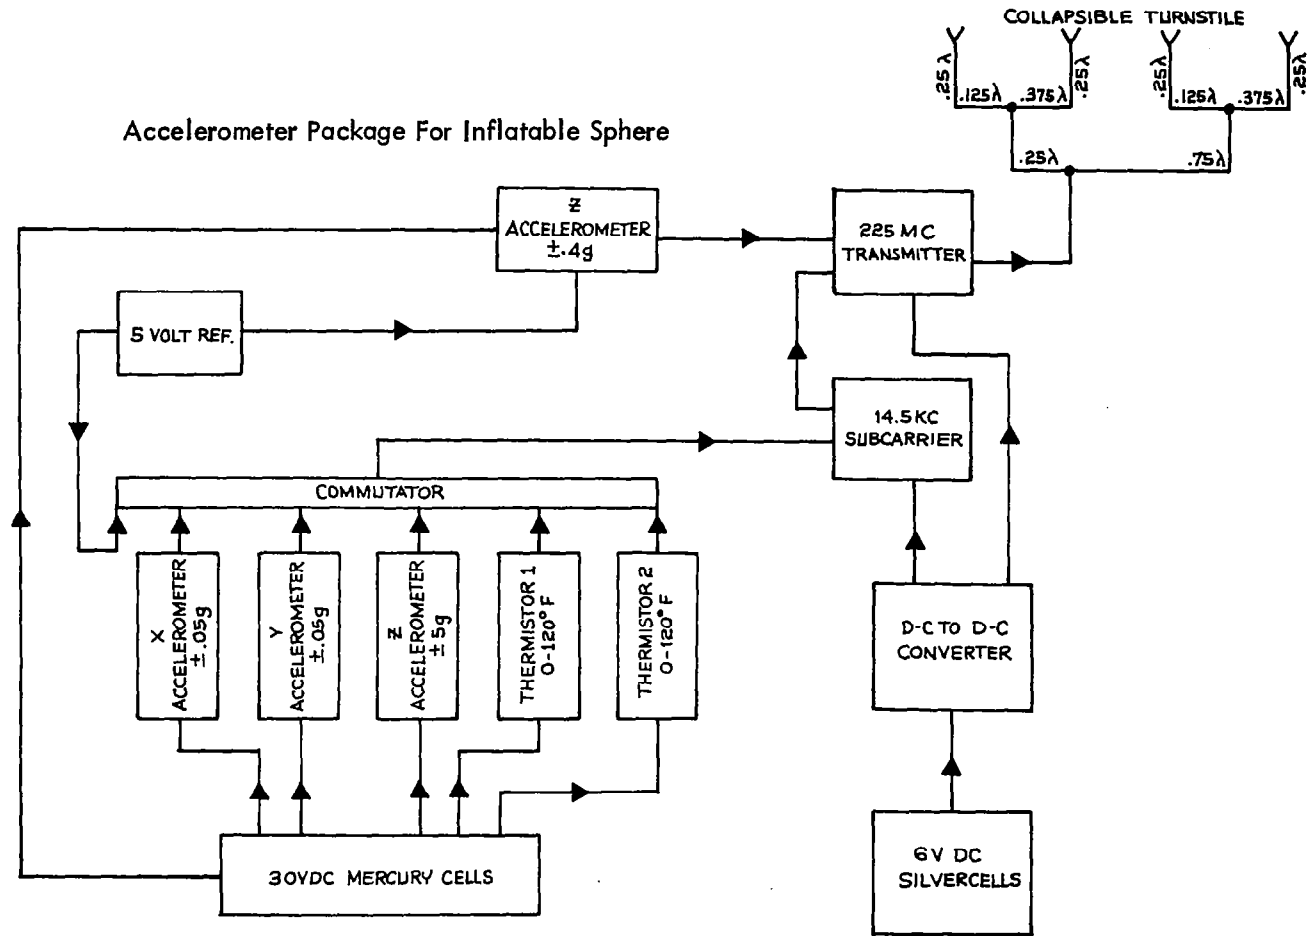 COLLAPSIBLE TURNSTILE
.25λ
.25λ
.25λ
.25λ
.125λ
.375λ
.125λ
.375λ
.25λ
.75λ
Accelerometer Package For Inflatable Sphere
Z
ACCELEROMETER
±.4g
225 MC
TRANSMITTER
5 VOLT REF.
14.5KC
SUBCARRIER
COMMUTATOR
X
ACCELEROMETER
±.05g
Y
ACCELEROMETER
±.05g
Z
ACCELEROMETER
±5g
THERMISTOR 1
0-120°F
THERMISTOR 2
0-120°F
D-C TO D-C
CONVERTER
30VDC MERCURY CELLS
6V DC
SILVERCELLS